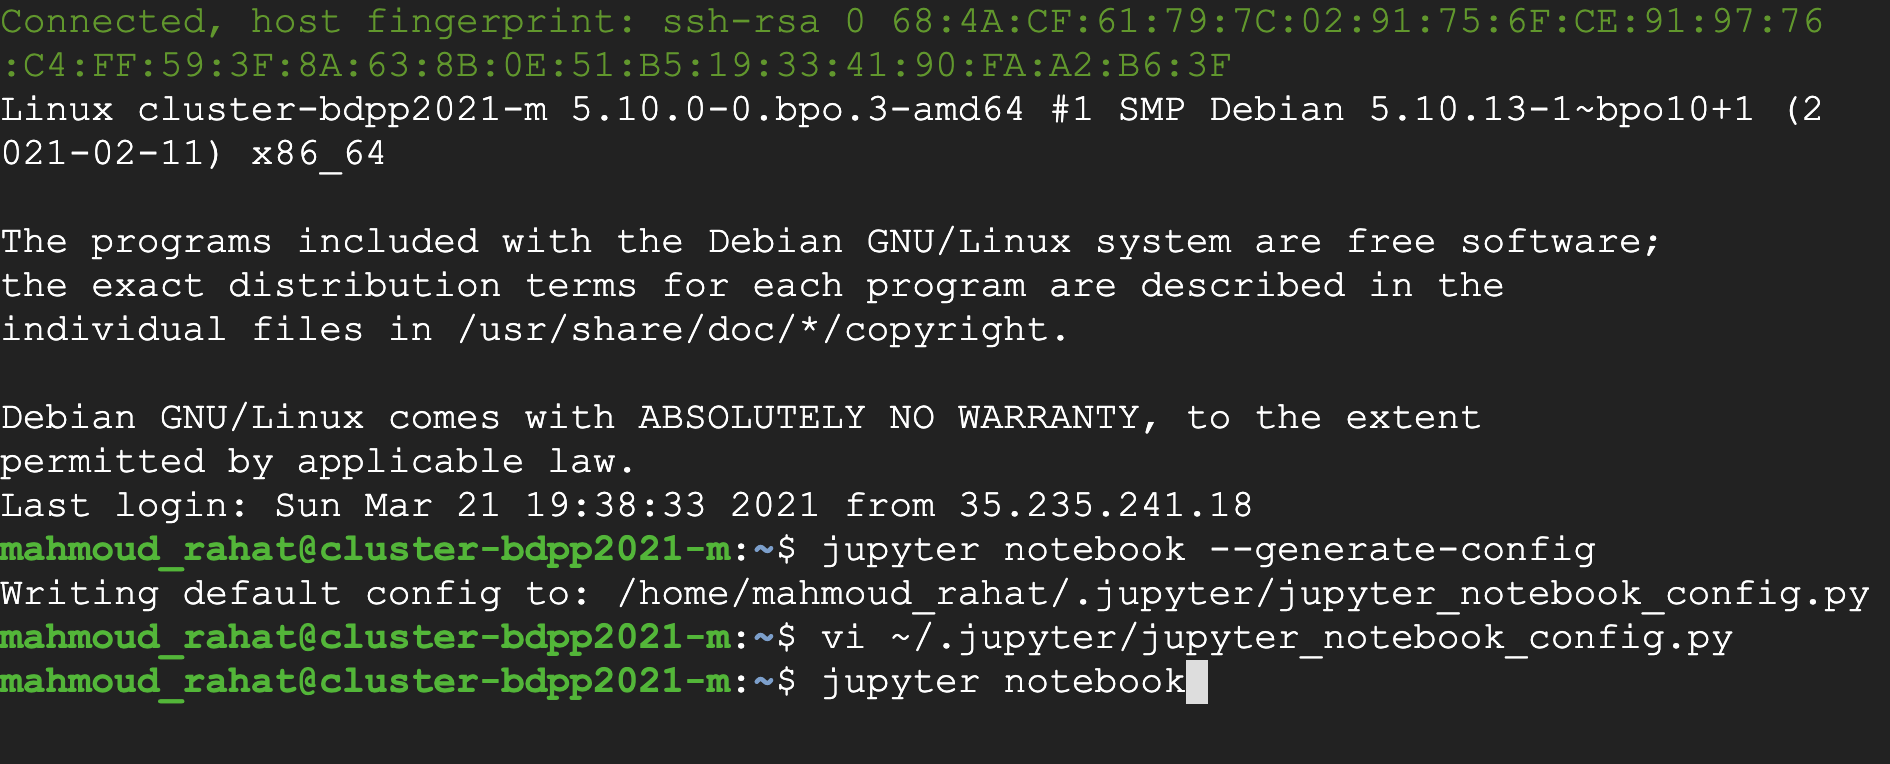 Connected, host fingerprint: ssh-rsa 0 68:4A:CF:61:79:7C:02:91:75:6F:CE:91:97:76
:C4:FF:59:3F:8A:63:8B:0E:51:B5:19:33:41:90:FA:A2:B6:3F
Linux cluster-bdpp2021-m 5.10.0-0.bpo.3-amd64 #1 SMP Debian 5.10.13-1~bpo10+1 (2
021-02-11) x86_64
The programs included with the Debian GNU/Linux system are free software;
the exact distribution terms for each program are described in the
individual files in /usr/share/doc/*/copyright.
Debian GNU/Linux comes with ABSOLUTELY NO WARRANTY, to the extent
permitted by applicable law.
Last login: Sun Mar 21 19:38:33 2021 from 35.235.241.18
mahmoud_rahat@cluster-bdpp2021-m:~$ jupyter notebook --generate-config
Writing default config to: /home/mahmoud_rahat/.jupyter/jupyter_notebook_config.py
mahmoud_rahat@cluster-bdpp2021-m:~$ vi ~/.jupyter/jupyter_notebook_config.py
mahmoud_rahat@cluster-bdpp2021-m:~$ jupyter notebook